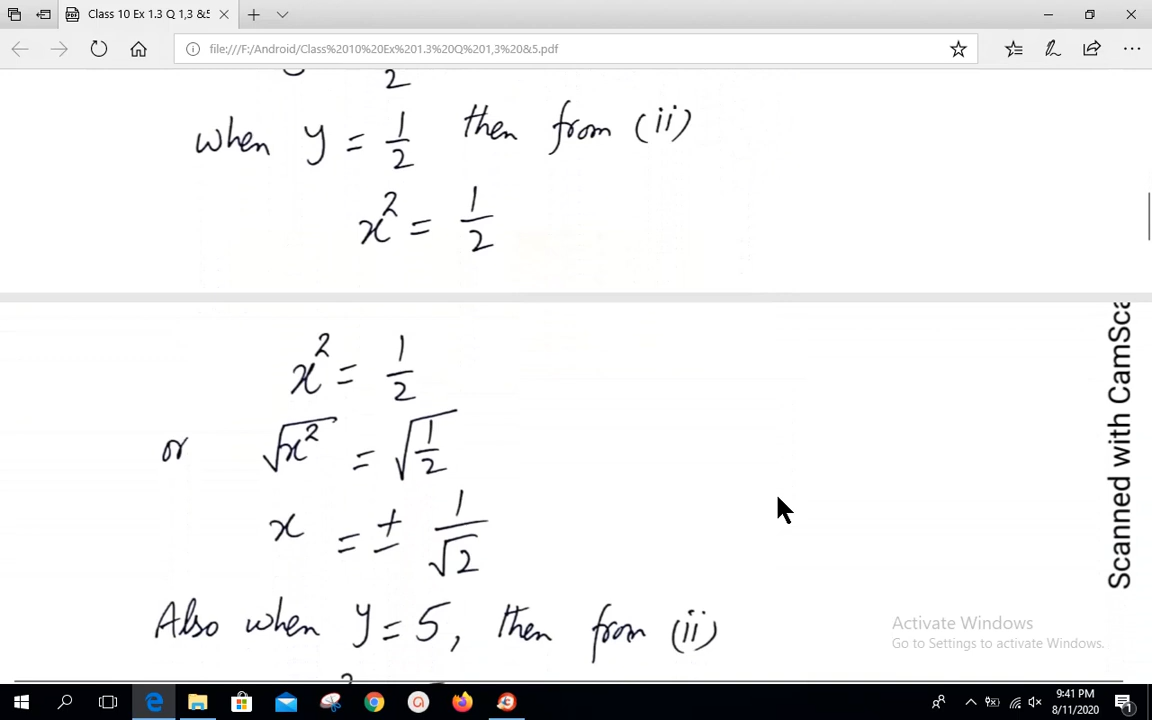 Class 10 Ex 1.3 Q 1,3 &5
file:///F:/Android/Class%2010%20Ex%201.3%20Q%201,3%20&5.pdf
2
when y = 1/2 then from (ii)
x² = 1/2
x² = 1/2
or √x² = √1/2
x = ± 1/√2
Also when y = 5, then from (ii)
Scanned with CamSca
Activate Windows
Go to Settings to activate Windows.
9:41 PM
8/11/2020